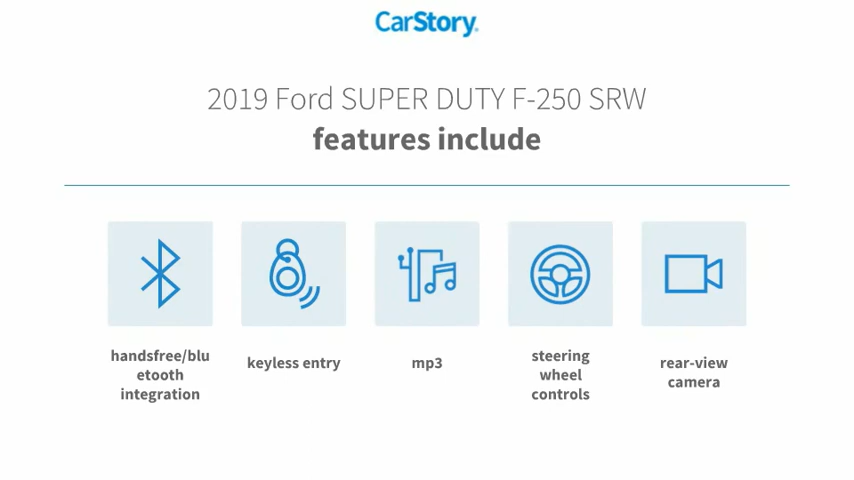 CarStory
2019 Ford SUPER DUTY F-250 SRW
features include
handsfree/blu
etooth
integration
keyless entry
mp3
steering
wheel
controls
rear-view
camera